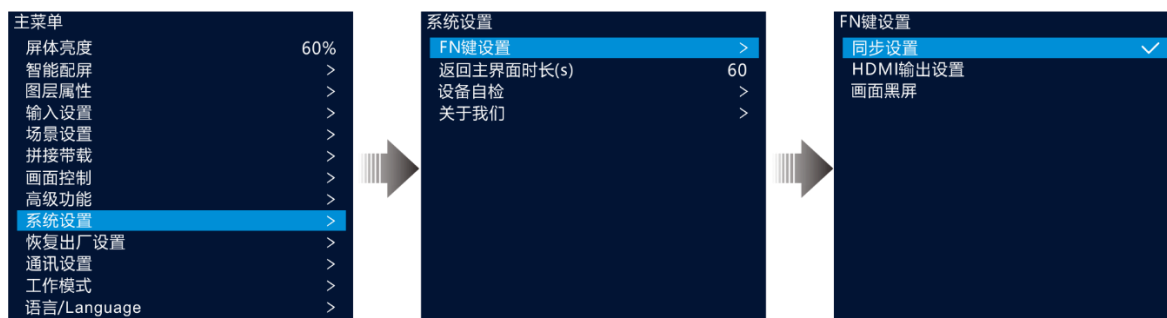 主菜单
屏体亮度 60%
智能配屏 >
图层属性 >
输入设置 >
场景设置 >
拼接带载 >
画面控制 >
高级功能 >
系统设置 >
恢复出厂设置 >
通讯设置 >
工作模式 >
语言/Language >
系统设置
FN键设置 >
返回主界面时长(s) 60
设备自检 >
关于我们 >
FN键设置
同步设置 ✓
HDMI输出设置
画面黑屏